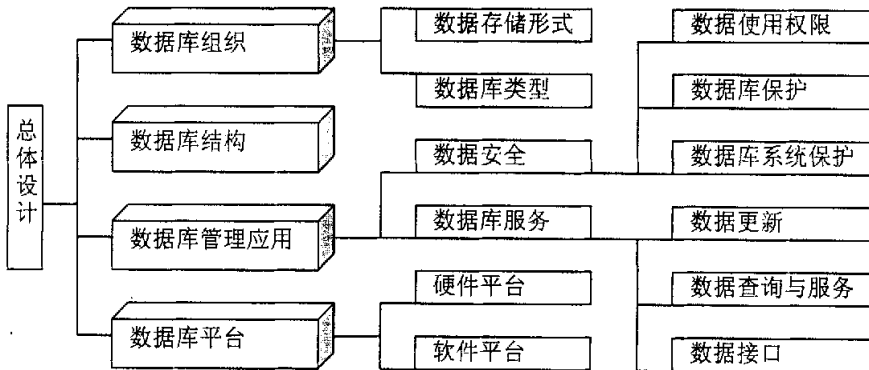 总体设计
数据库组织
数据库结构
数据库管理应用
数据库平台
数据存储形式
数据库类型
数据安全
数据库服务
硬件平台
软件平台
数据使用权限
数据库保护
数据库系统保护
数据更新
数据查询与服务
数据接口